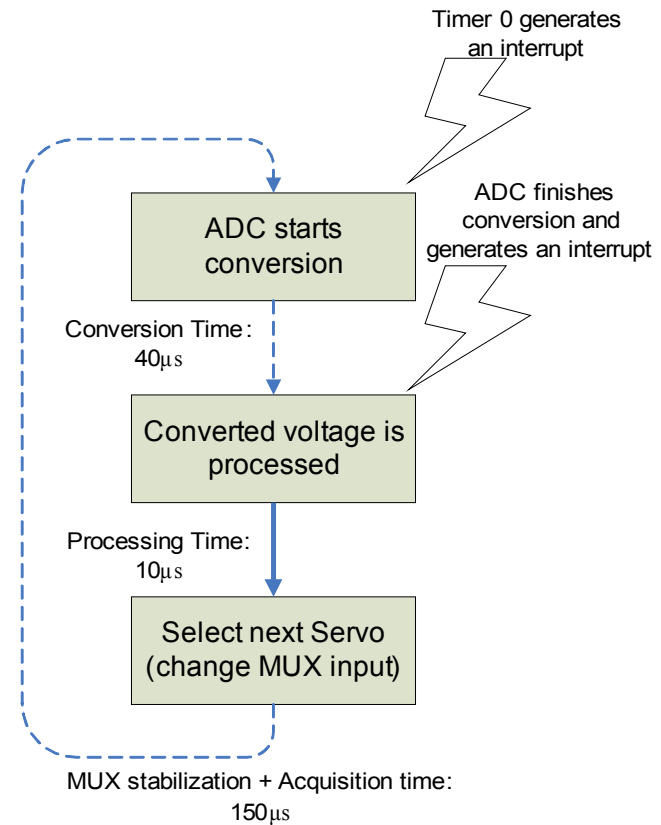 Timer 0 generates
an interrupt
ADC starts
conversion
ADC finishes
conversion and
generates an interrupt
Conversion Time:
40µs
Converted voltage is
processed
Processing Time:
10µs
Select next Servo
(change MUX input)
MUX stabilization + Acquisition time:
150µs